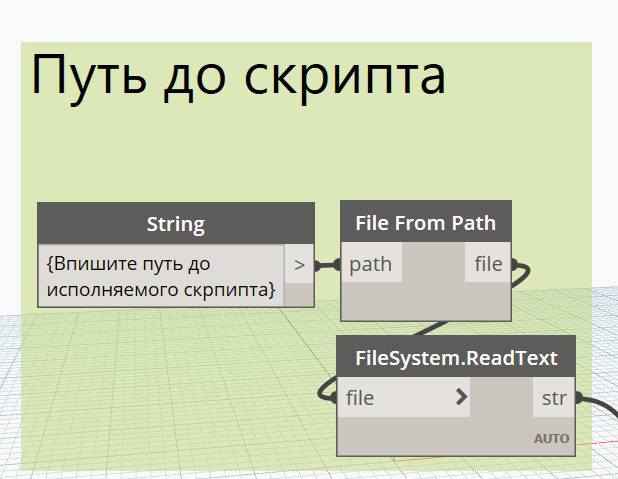 Путь до скрипта
String
{Впишите путь до
исполняемого скрпипта}
>
File From Path
path
file
FileSystem.ReadText
file
str
AUTO